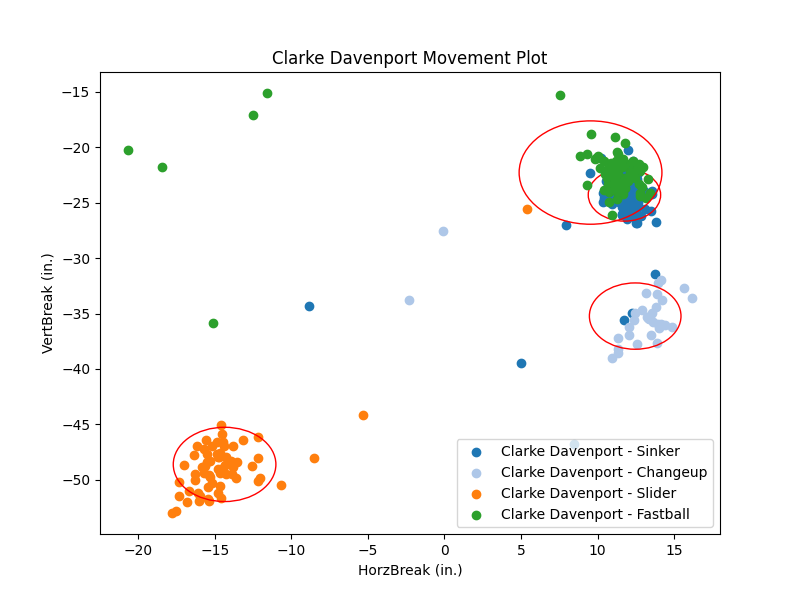 Clarke Davenport Movement Plot
VertBreak (in.)
−15
−20
−25
−30
−35
−40
−45
−50
Clarke Davenport - Sinker
Clarke Davenport - Changeup
Clarke Davenport - Slider
Clarke Davenport - Fastball
−20 −15 −10 −5 0 5 10 15
HorzBreak (in.)